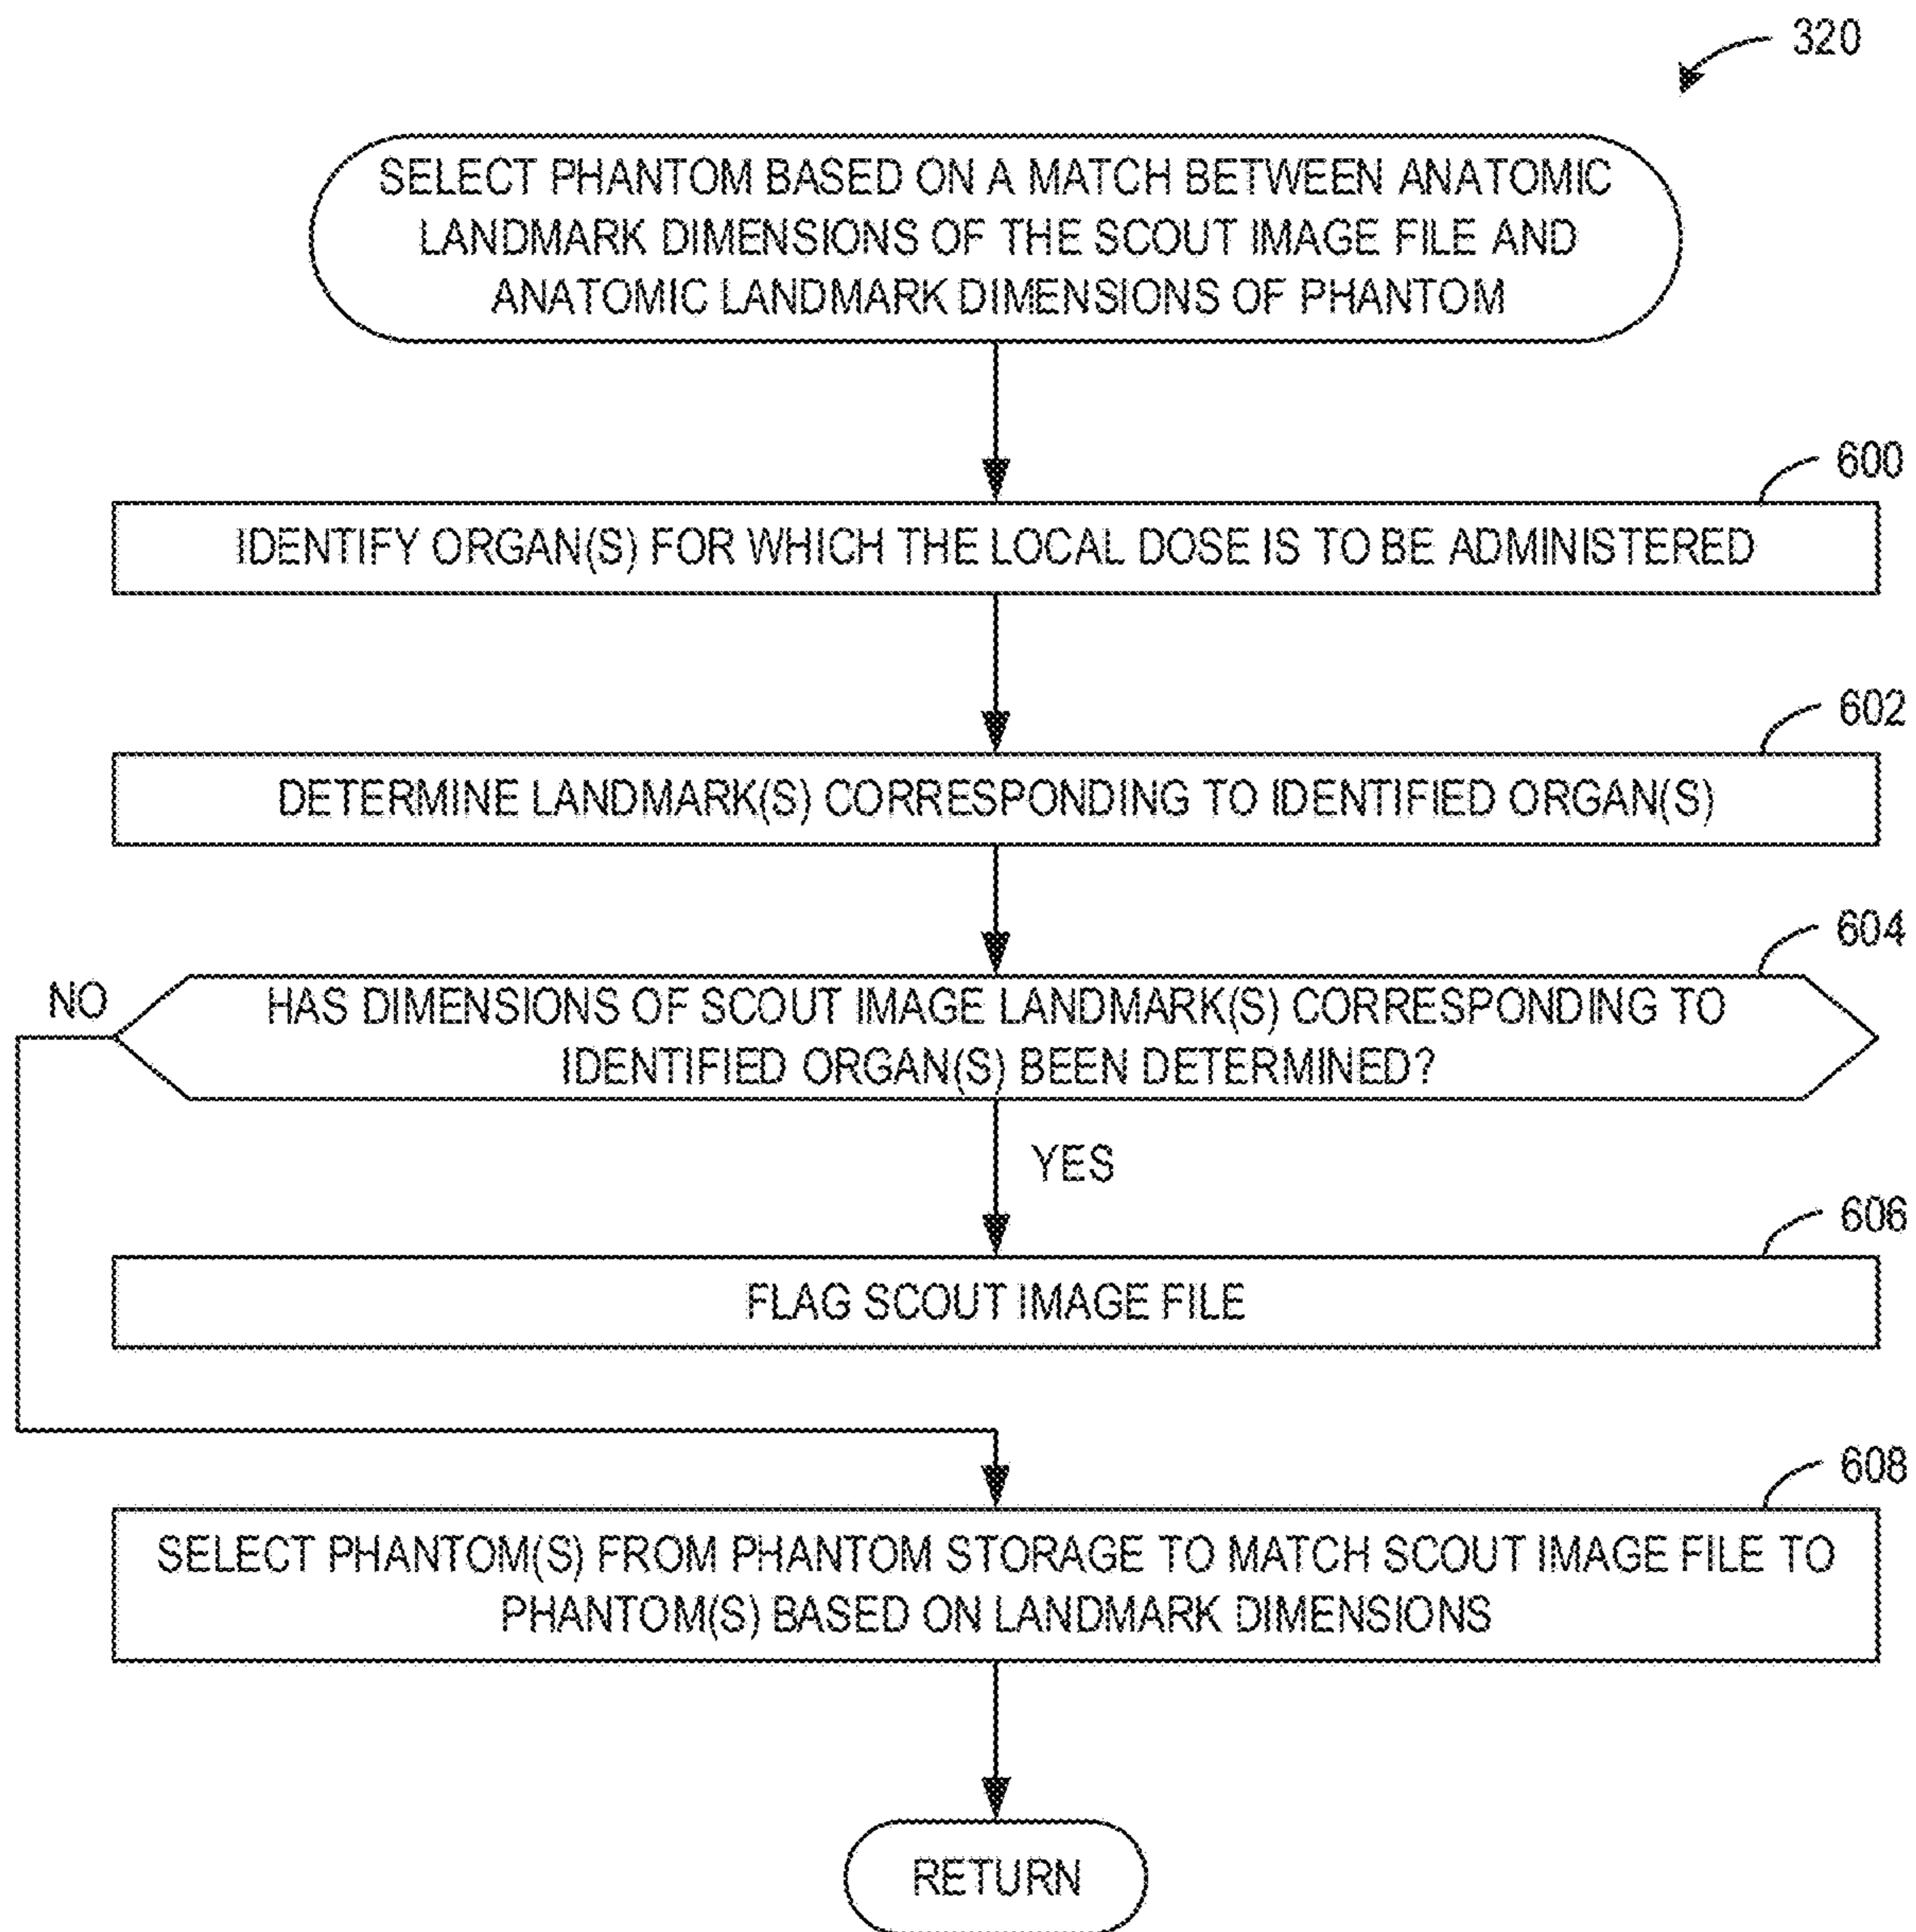 320
SELECT PHANTOM BASED ON A MATCH BETWEEN ANATOMIC
LANDMARK DIMENSIONS OF THE SCOUT IMAGE FILE AND
ANATOMIC LANDMARK DIMENSIONS OF PHANTOM
600
IDENTIFY ORGAN(S) FOR WHICH THE LOCAL DOSE IS TO BE ADMINISTERED
602
DETERMINE LANDMARK(S) CORRESPONDING TO IDENTIFIED ORGAN(S)
604
NO
HAS DIMENSIONS OF SCOUT IMAGE LANDMARK(S) CORRESPONDING TO
IDENTIFIED ORGAN(S) BEEN DETERMINED?
YES
606
FLAG SCOUT IMAGE FILE
608
SELECT PHANTOM(S) FROM PHANTOM STORAGE TO MATCH SCOUT IMAGE FILE TO
PHANTOM(S) BASED ON LANDMARK DIMENSIONS
RETURN